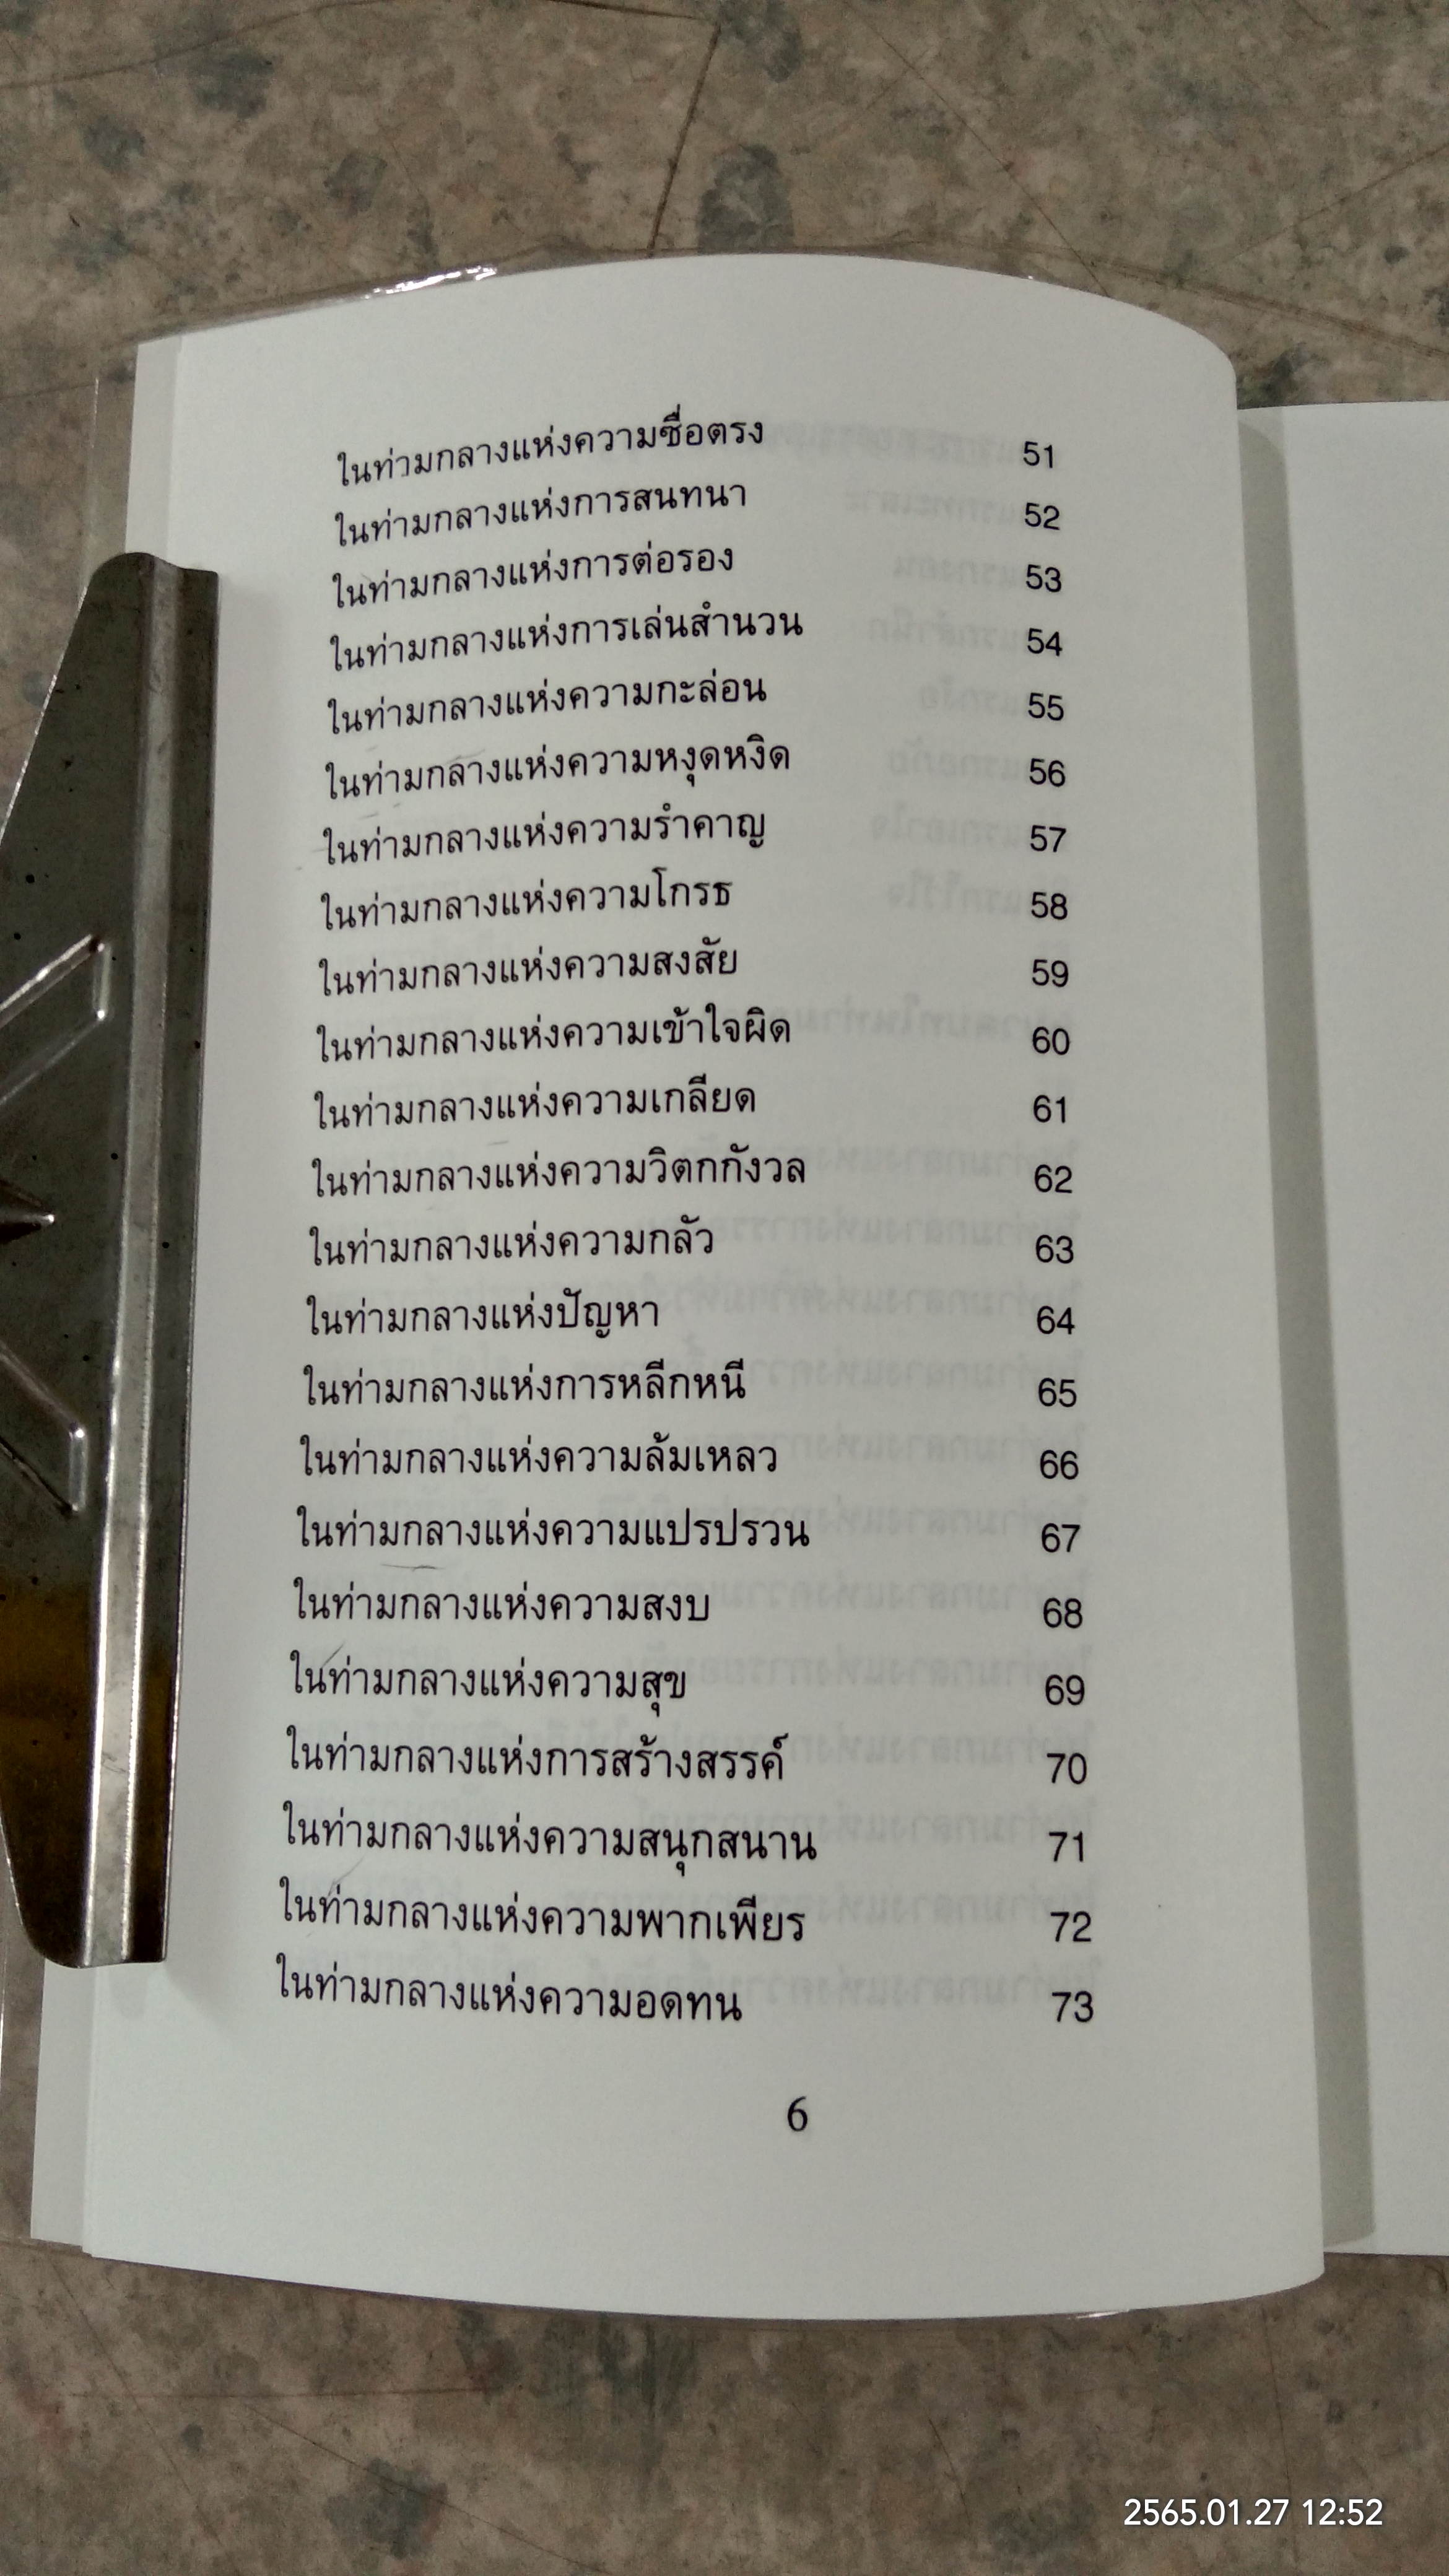 ในท่ามกลางแห่งความซื่อตรง 51
ในท่ามกลางแห่งการสนทนา 52
ในท่ามกลางแห่งการต่อรอง 53
ในท่ามกลางแห่งการเล่นสำนวน 54
ในท่ามกลางแห่งความกะล่อน 55
ในท่ามกลางแห่งความหงุดหงิด 56
ในท่ามกลางแห่งความรำคาญ 57
ในท่ามกลางแห่งความโกรธ 58
ในท่ามกลางแห่งความสงสัย 59
ในท่ามกลางแห่งความเข้าใจผิด 60
ในท่ามกลางแห่งความเกลียด 61
ในท่ามกลางแห่งความวิตกกังวล 62
ในท่ามกลางแห่งความกลัว 63
ในท่ามกลางแห่งปัญหา 64
ในท่ามกลางแห่งการหลีกหนี 65
ในท่ามกลางแห่งความล้มเหลว 66
ในท่ามกลางแห่งความแปรปรวน 67
ในท่ามกลางแห่งความสงบ 68
ในท่ามกลางแห่งความสุข 69
ในท่ามกลางแห่งการสร้างสรรค์ 70
ในท่ามกลางแห่งความสนุกสนาน 71
ในท่ามกลางแห่งความพากเพียร 72
ในท่ามกลางแห่งความอดทน 73
6
2565.01.27 12:52